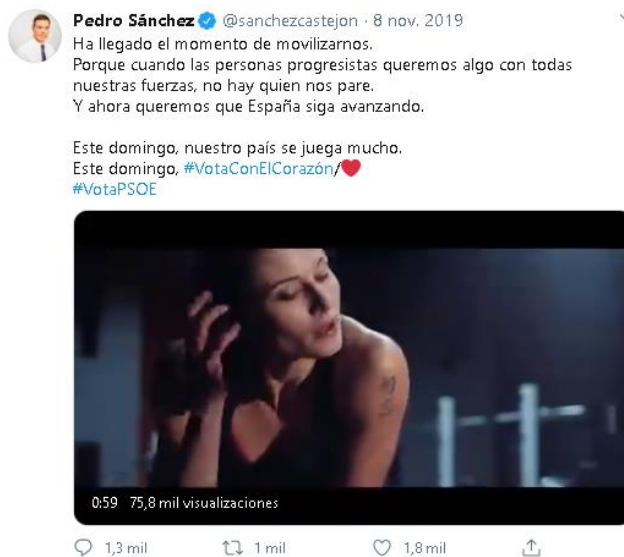 Pedro Sánchez @sanchezcastejon · 8 nov. 2019
Ha llegado el momento de movilizarnos.
Porque cuando las personas progresistas queremos algo con todas
nuestras fuerzas, no hay quien nos pare.
Y ahora queremos que España siga avanzando.
Este domingo, nuestro país se juega mucho.
Este domingo, #VotaConElCorazón/❤️
#VotaPSOE
0:59 75,8 mil visualizaciones
1,3 mil 1 mil 1,8 mil